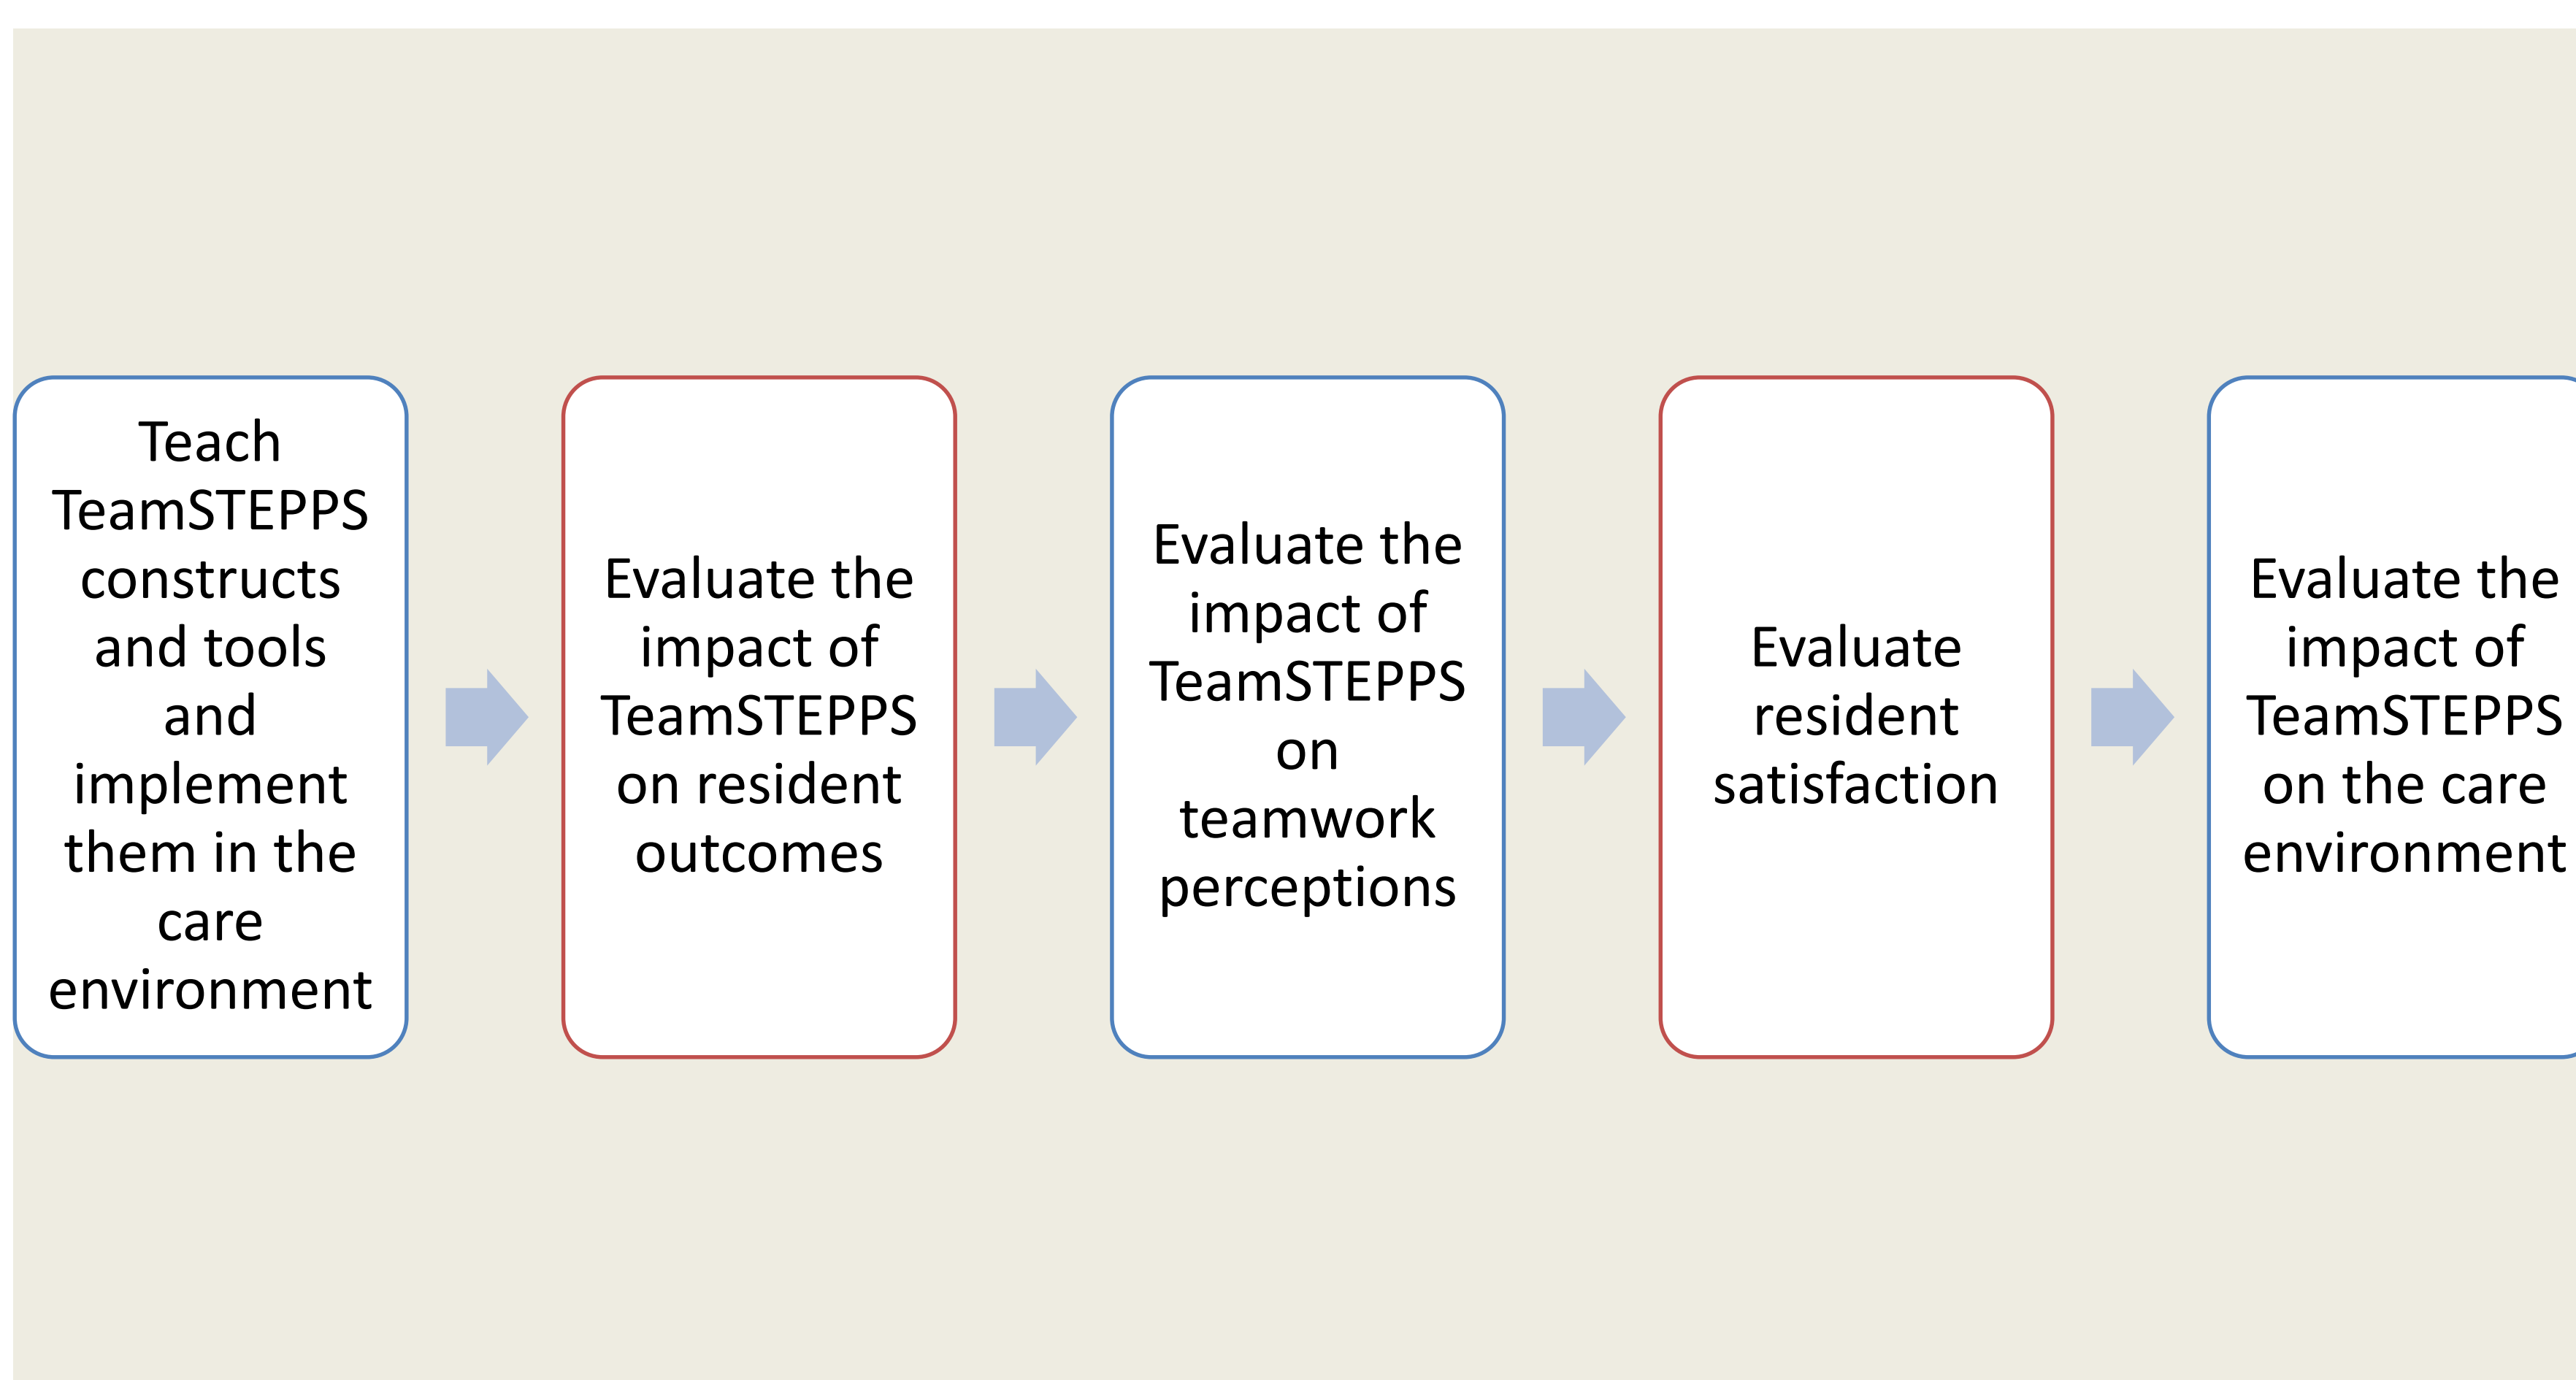 Teach
TeamSTEPPS
constructs
and tools
and
implement
them in the
care
environment
Evaluate the
impact of
TeamSTEPPS
on resident
outcomes
Evaluate the
impact of
TeamSTEPPS
on
teamwork
perceptions
Evaluate
resident
satisfaction
Evaluate the
impact of
TeamSTEPPS
on the care
environment